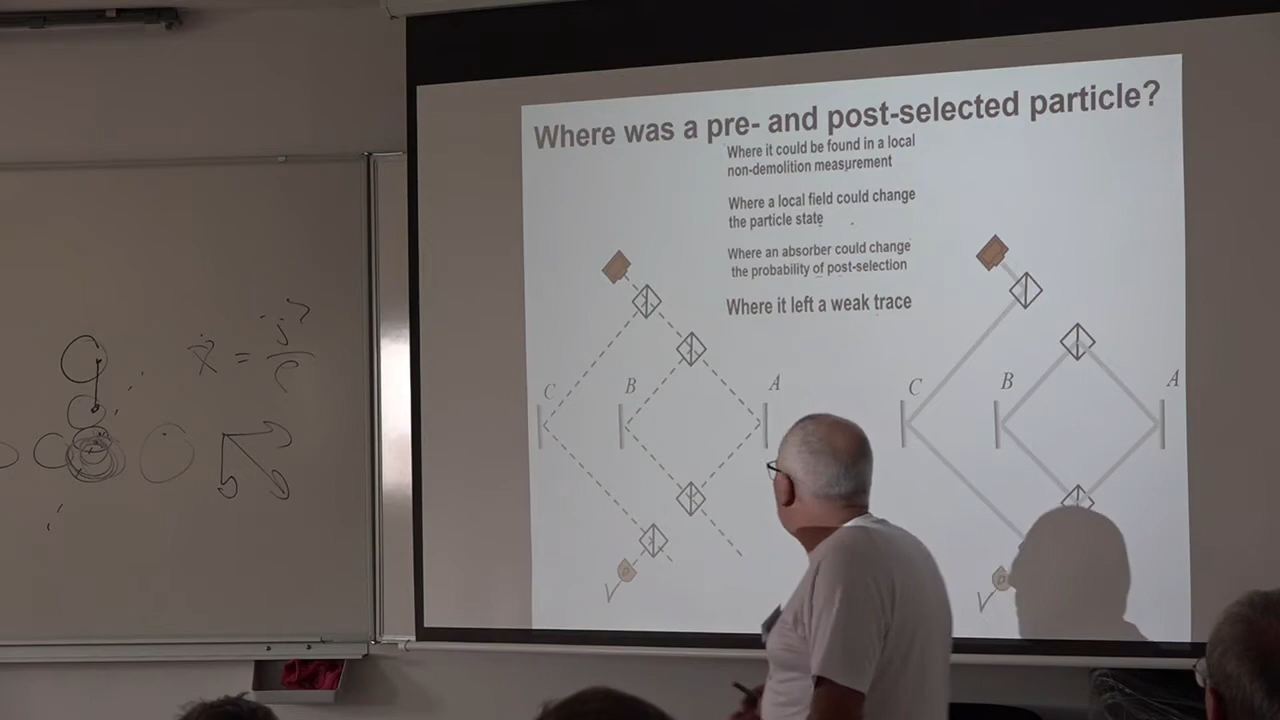 Where was a pre- and post-selected particle?
Where it could be found in a local
non-demolition measurement
Where a local field could change
the particle state
Where an absorber could change
the probability of post-selection
Where it left a weak trace
C
B
A
C
B
A
D
D